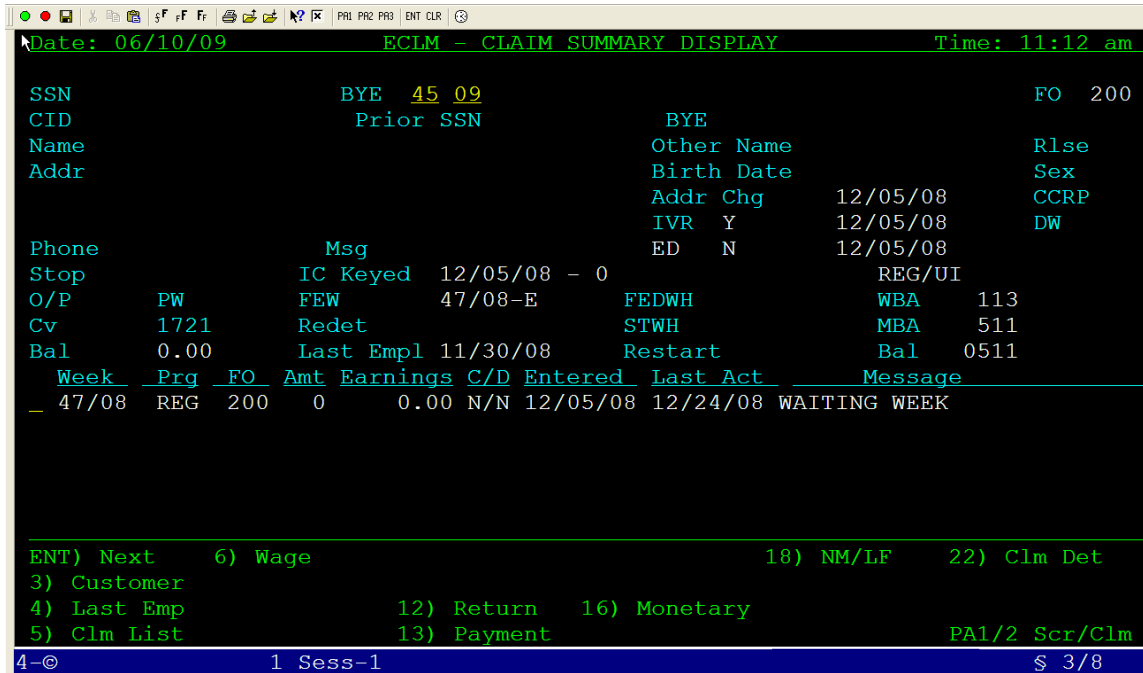 PA1 PA2 PA3 ENT CLR
Date: 06/10/09 ECLM – CLAIM SUMMARY DISPLAY Time: 11:12 am
SSN BYE 45 09 FO 200
CID Prior SSN BYE
Name Other Name Rlse
Addr Birth Date Sex
Addr Chg 12/05/08 CCRP
IVR Y 12/05/08 DW
Phone Msg ED N 12/05/08
Stop IC Keyed 12/05/08 – 0 REG/UI
O/P PW FEW 47/08–E FEDWH WBA 113
Cv 1721 Redet STWH MBA 511
Bal 0.00 Last Empl 11/30/08 Restart Bal 0511
Week Prg FO Amt Earnings C/D Entered Last Act Message
_ 47/08 REG 200 0 0.00 N/N 12/05/08 12/24/08 WAITING WEEK
ENT) Next 6) Wage 18) NM/LF 22) Clm Det
3) Customer
4) Last Emp 12) Return 16) Monetary
5) Clm List 13) Payment PA1/2 Scr/Clm
4–© 1 Sess–1 § 3/8